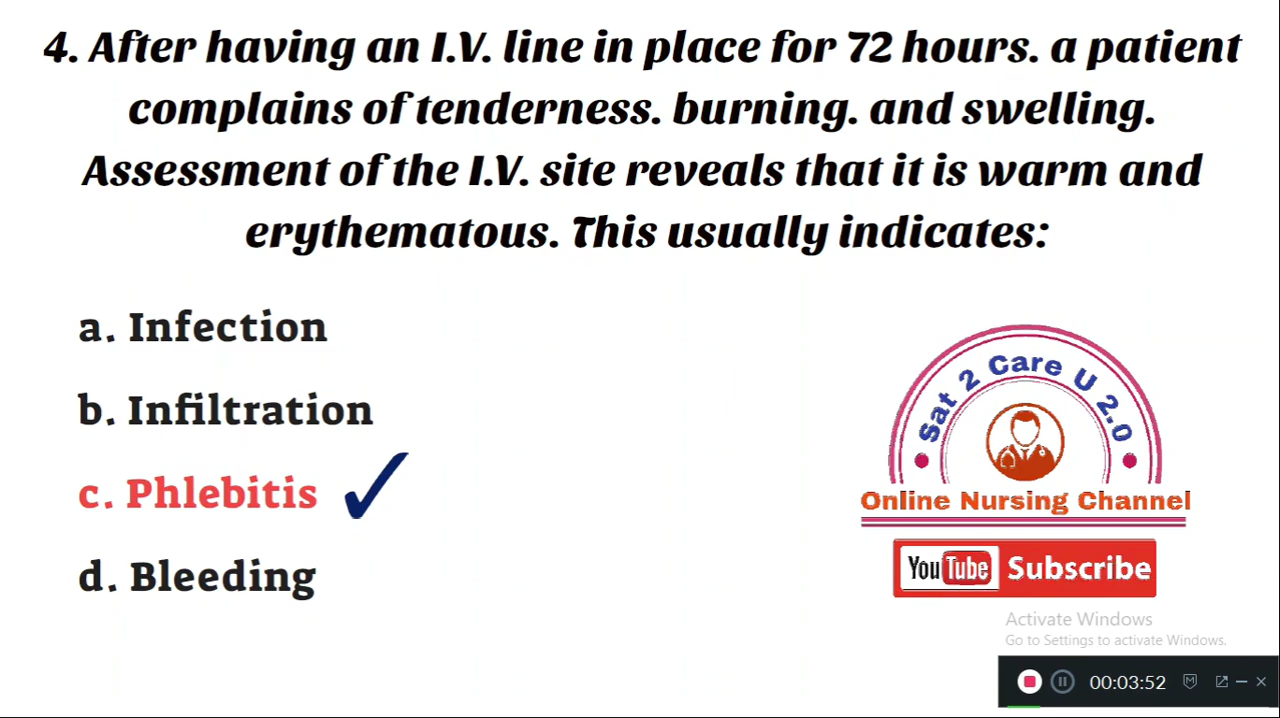 4. After having an I.V. line in place for 72 hours. a patient
complains of tenderness. burning. and swelling.
Assessment of the I.V. site reveals that it is warm and
erythematous. This usually indicates:
a. Infection
b. Infiltration
c. Phlebitis
d. Bleeding
Sat 2 Care U 2.0
Online Nursing Channel
YouTube Subscribe
Activate Windows
Go to Settings to activate Windows.
00:03:52